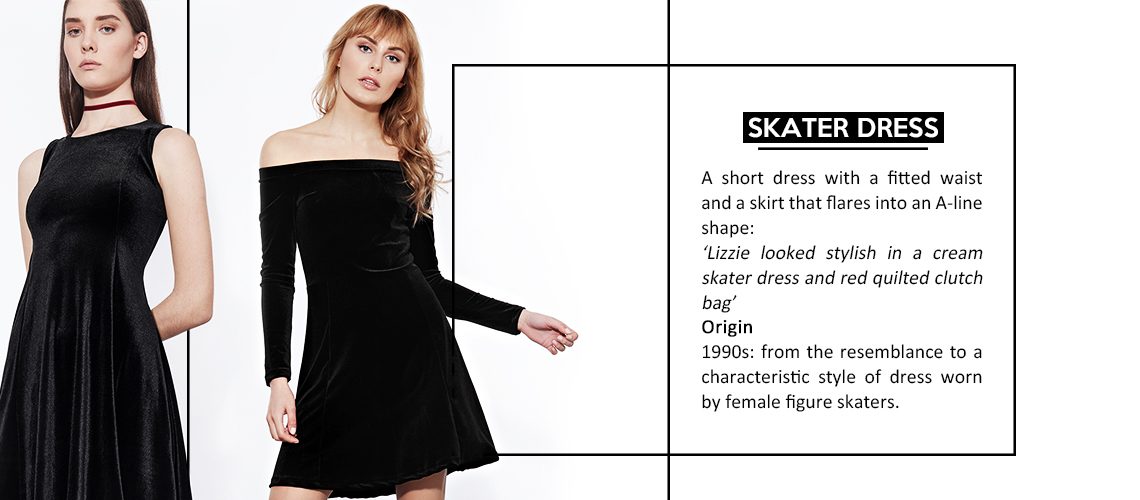 SKATER DRESS
A short dress with a fitted waist
and a skirt that flares into an A-line
shape:
‘Lizzie looked stylish in a cream
skater dress and red quilted clutch
bag’
Origin
1990s: from the resemblance to a
characteristic style of dress worn
by female figure skaters.